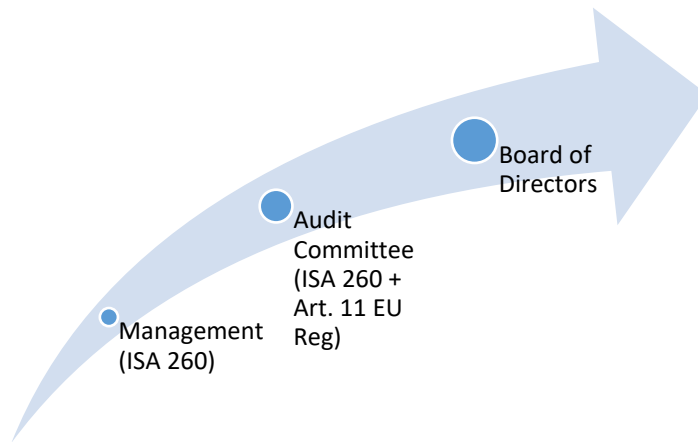 Board of
Directors
Audit
Committee
(ISA 260 +
Art. 11 EU
Reg)
Management
(ISA 260)